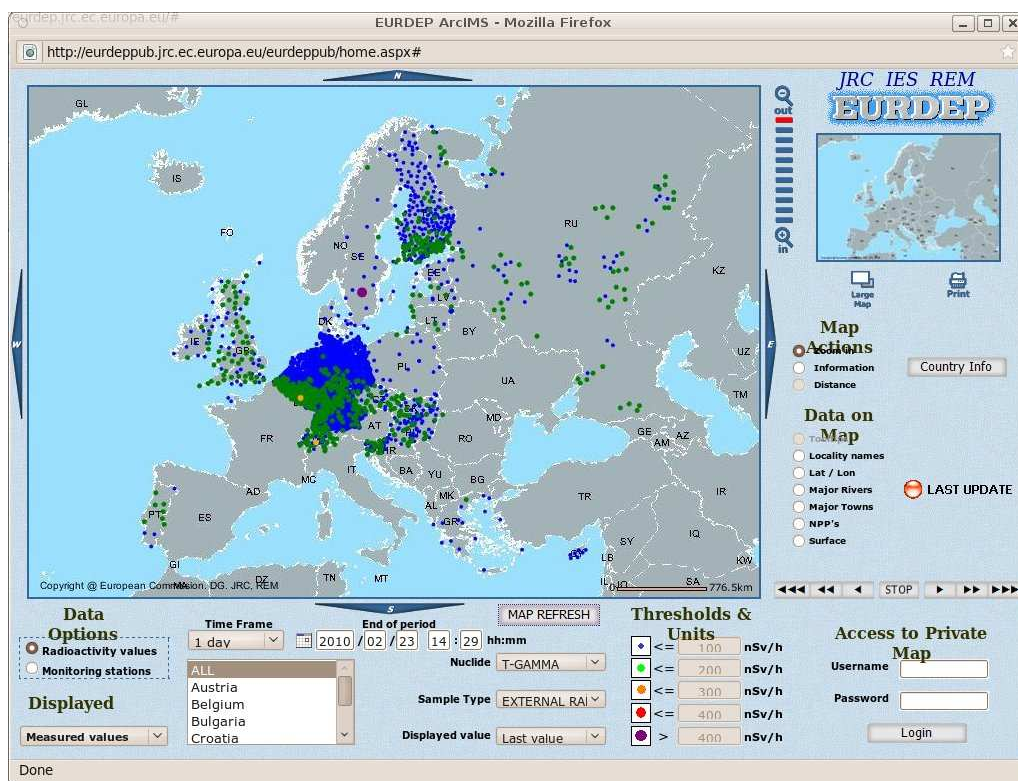 EURDEP ArcIMS - Mozilla Firefox
http://eurdeppub.jrc.ec.europa.eu/eurdeppub/home.aspx#
N
JRC IES REM
EURDEP
out
in
Large Map
Print
W
E
S
GL
IS
FO
NO
SE
RU
KZ
EE
LV
LT
DK
BY
IE
GB
PL
UA
UZ
TM
CZ
AT
MD
FR
HR
RO
GE
AM
AZ
MC
IT
BA
YU
BG
AD
MK
AL
PT
ES
GR
TR
IR
GI
SY
IQ
LB
KW
MA
DZ
TN
MT
IL
JO
SA
Copyright @ European Commission. DG. JRC, REM
0
776.5km
Map Actions
Zoom in
Information
Distance
Country Info
Data on Map
Locality names
Lat / Lon
Major Rivers
Major Towns
NPP's
Surface
LAST UPDATE
STOP
Data Options
Radioactivity values
Monitoring stations
Displayed
Measured values
Time Frame
1 day
End of period
2010 / 02 / 23 14 : 29 hh:mm
ALL
Austria
Belgium
Bulgaria
Croatia
MAP REFRESH
Nuclide T-GAMMA
Sample Type EXTERNAL RA
Displayed value Last value
Thresholds & Units
<= 100 nSv/h
<= 200 nSv/h
<= 300 nSv/h
<= 400 nSv/h
> 400 nSv/h
Access to Private Map
Username
Password
Login
Done